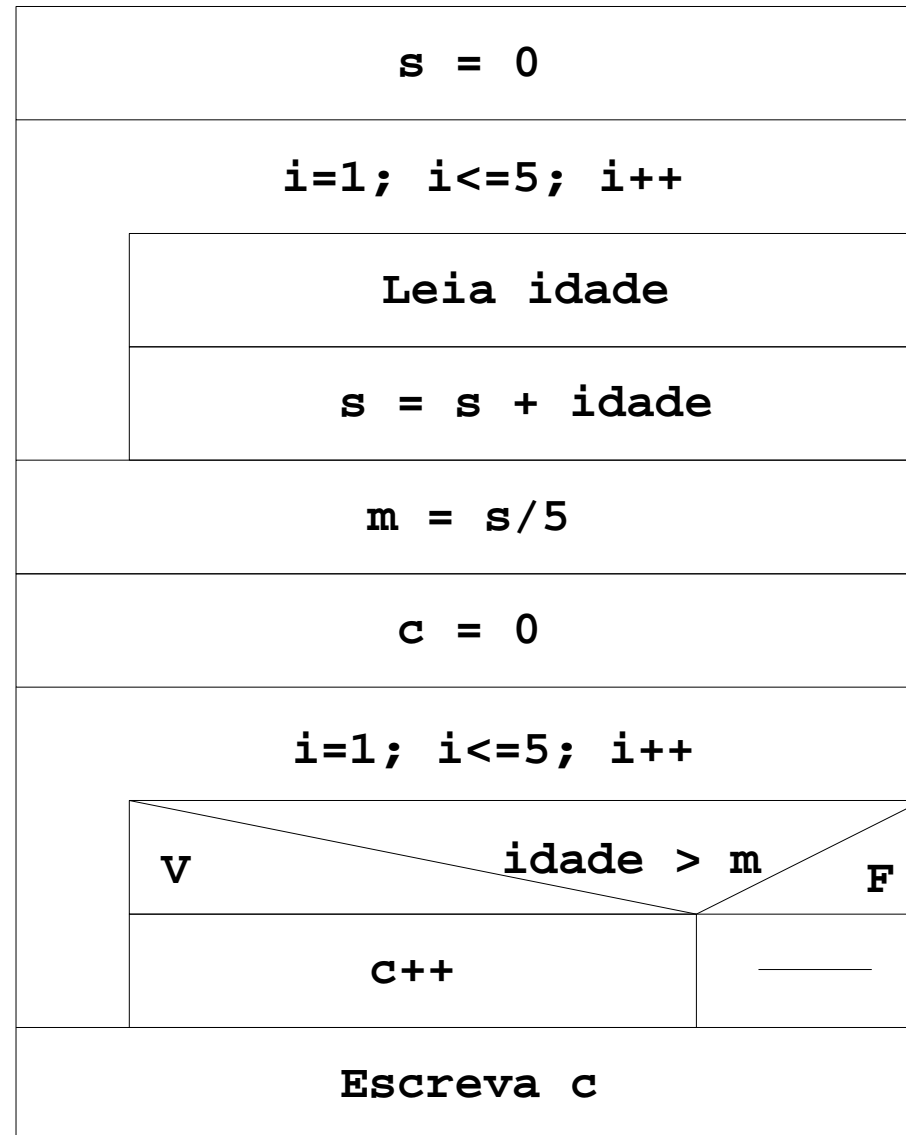 s = 0
i=1; i<=5; i++
Leia idade
s = s + idade
m = s/5
c = 0
i=1; i<=5; i++
V idade > m F
c++
Escreva c